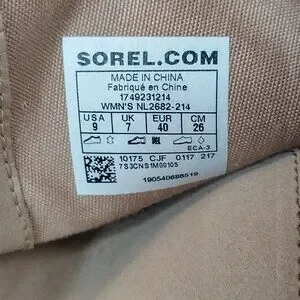 SOREL.COM
MADE IN CHINA
Fabriqué en Chine
1749231214
WMN'S NL2682-214
USA UK EUR CM
9 7 40 26
ECA-3
10175 CJF 0117 217
7S3CNS1M00105
190540686519